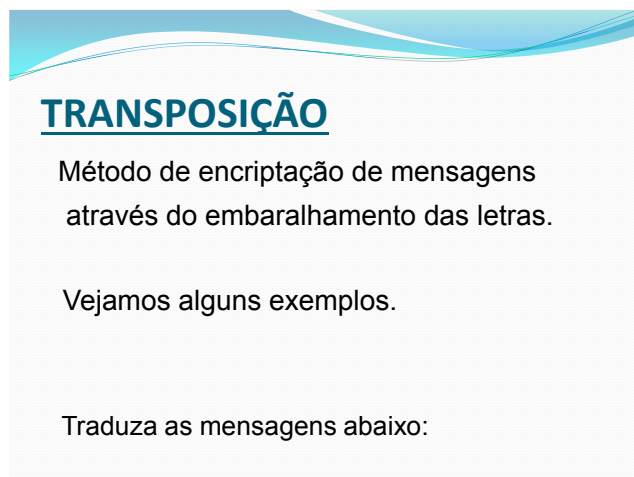 TRANSPOSIÇÃO
Método de encriptação de mensagens
através do embaralhamento das letras.
Vejamos alguns exemplos.
Traduza as mensagens abaixo: